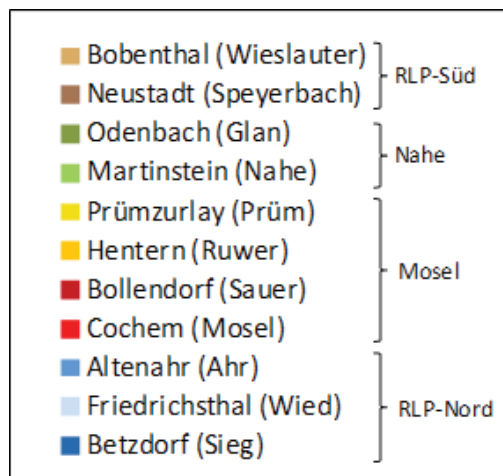 Bobenthal (Wieslauter)
Neustadt (Speyerbach)
RLP-Süd
Odenbach (Glan)
Martinstein (Nahe)
Nahe
Prümzurlay (Prüm)
Hentern (Ruwer)
Bollendorf (Sauer)
Cochem (Mosel)
Mosel
Altenahr (Ahr)
Friedrichsthal (Wied)
Betzdorf (Sieg)
RLP-Nord